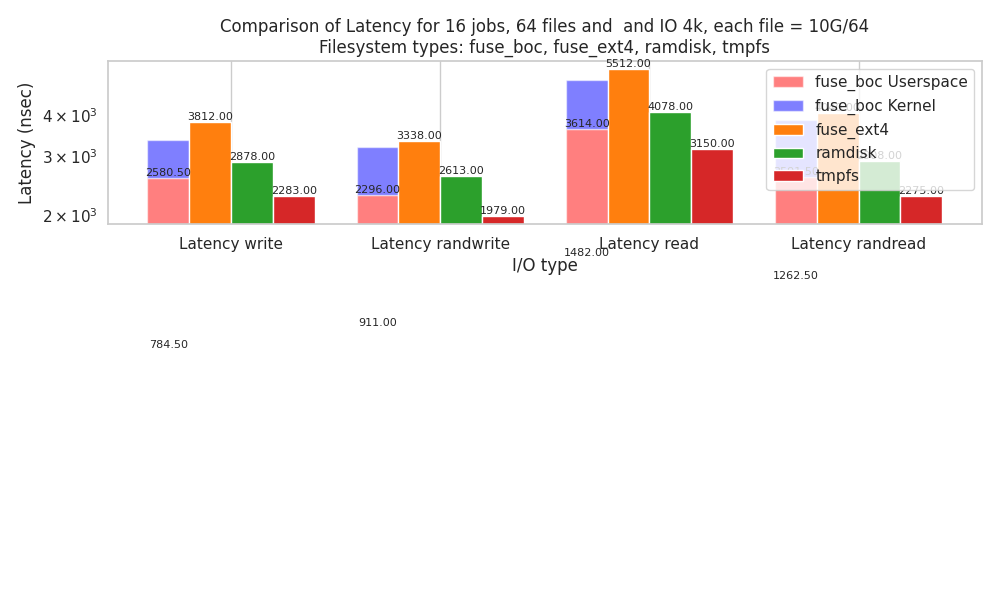 Comparison of Latency for 16 jobs, 64 files and  and IO 4k, each file = 10G/64
Filesystem types: fuse_boc, fuse_ext4, ramdisk, tmpfs
Latency (nsec)
4 × 10³
3 × 10³
2 × 10³
fuse_boc Userspace
fuse_boc Kernel
fuse_ext4
ramdisk
tmpfs
2580.50
3812.00
2878.00
2283.00
2296.00
3338.00
2613.00
1979.00
3614.00
5512.00
4078.00
3150.00
2275.00
Latency write
Latency randwrite
Latency read
Latency randread
I/O type
784.50
911.00
1482.00
1262.50